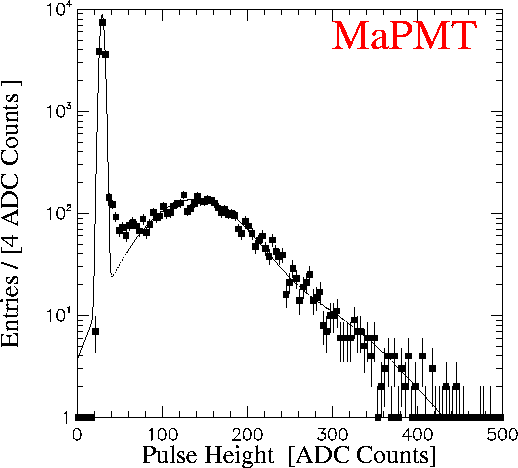 MaPMT
10⁴
10³
10²
10¹
1
0 100 200 300 400 500
Entries / [4 ADC Counts ]
Pulse Height [ADC Counts]